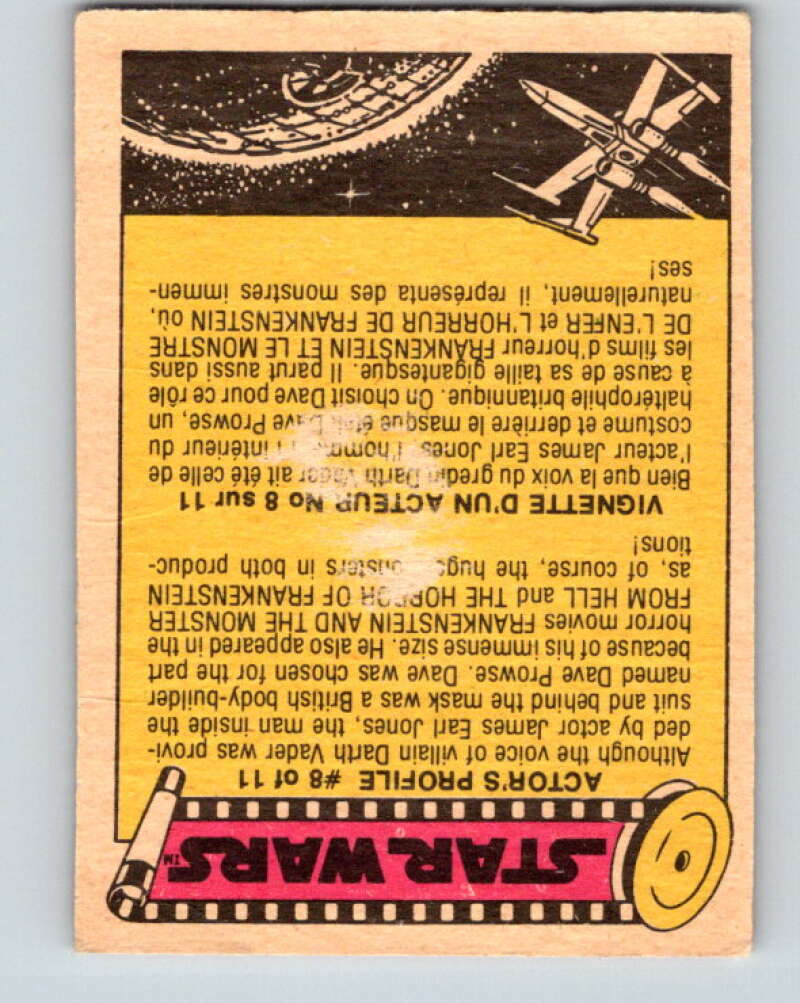 STAR WARS™
ACTOR'S PROFILE #8 of 11
Although the voice of villain Darth Vader was provi-
ded by actor James Earl Jones, the man inside the
suit and behind the mask was a British body-builder
named Dave Prowse. Dave was chosen for the part
because of his immense size. He also appeared in the
horror movies FRANKENSTEIN AND THE MONSTER
FROM HELL and THE HORROR OF FRANKENSTEIN
as, of course, the huge monsters in both produc-
tions!
VIGNETTE D'UN ACTEUR No 8 sur 11
Bien que la voix du gredin Darth Vader ait été celle de
l'acteur James Earl Jones, l'homme à l'intérieur du
costume et derrière le masque était Dave Prowse, un
haltérophile britannique. On choisit Dave pour ce rôle
à cause de sa taille gigantesque. Il parut aussi dans
les films d'horreur FRANKENSTEIN ET LE MONSTRE
DE L'ENFER et L'HORREUR DE FRANKENSTEIN où,
naturellement, il représenta des monstres immen-
ses!